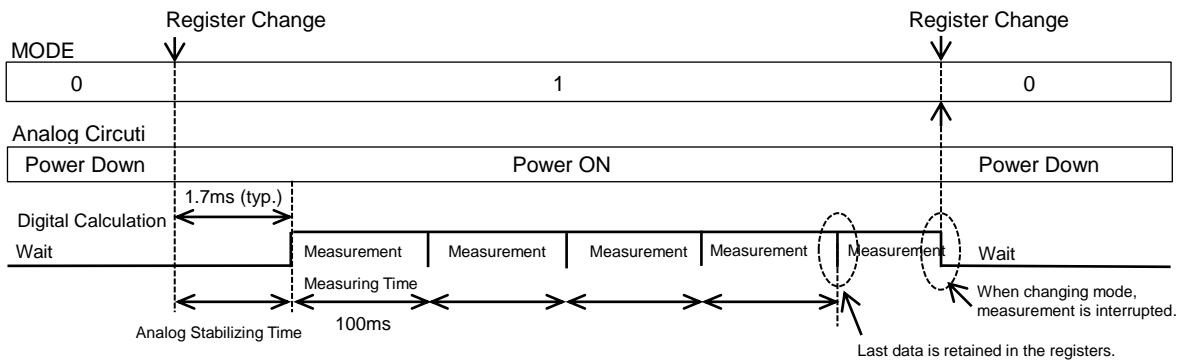 Register Change Register Change
MODE
0 1 0
Analog Circuti
Power Down Power ON Power Down
1.7ms (typ.)
Digital Calculation
Wait Measurement Measurement Measurement Measurement Measurement Wait
Measuring Time
When changing mode,
measurement is interrupted.
100ms
Analog Stabilizing Time
Last data is retained in the registers.